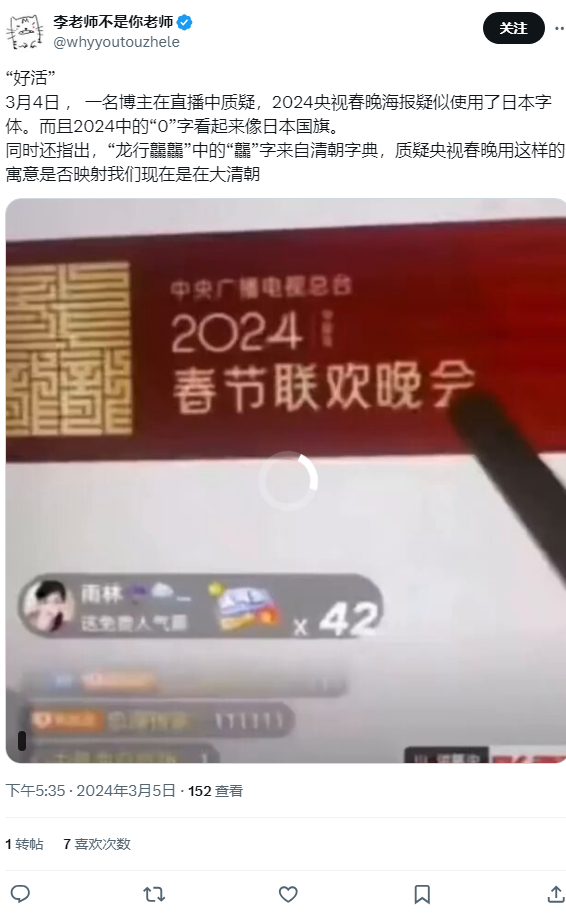 李老师不是你老师
@whyyoutouzhele
关注
“好活”
3月4日 ， 一名博主在直播中质疑，2024央视春晚海报疑似使用了日本字
体。而且2024中的“0”字看起来像日本国旗。
同时还指出，“龙行龘龘”中的“龘”字来自清朝字典，质疑央视春晚用这样的
寓意是否映射我们现在是在大清朝
中央广播电视总台
2024
春节联欢晚会
雨林
这免费人气票
x 42
111111
下午5:35 · 2024年3月5日 · 152 查看
1 转帖 7 喜欢次数